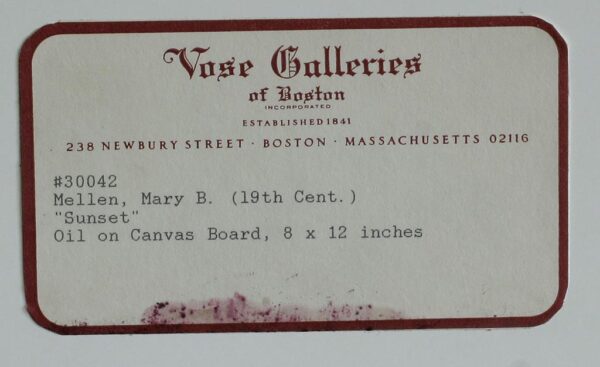 Vose Galleries
of Boston
INCORPORATED
ESTABLISHED 1841
238 NEWBURY STREET · BOSTON · MASSACHUSETTS 02116
#30042
Mellen, Mary B. (19th Cent.)
"Sunset"
Oil on Canvas Board, 8 x 12 inches